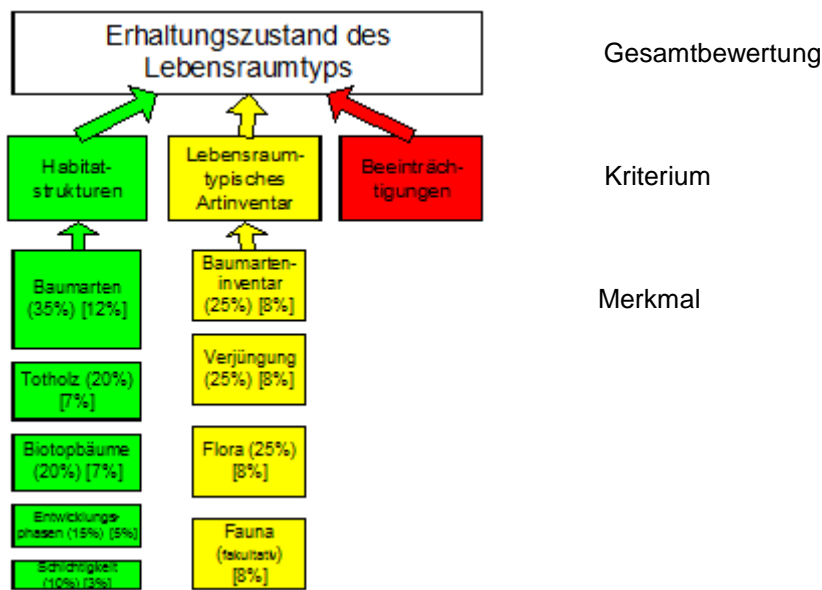 Erhaltungszustand des
Lebensraumtyps
Gesamtbewertung
Habitat-
strukturen
Lebensraum-
typisches
Artinventar
Beeinträch-
tigungen
Kriterium
Baumarten
(35%) [12%]
Baumarten-
inventar
(25%) [8%]
Merkmal
Totholz (20%)
[7%]
Verjüngung
(25%) [8%]
Biotopbäume
(20%) [7%]
Flora (25%)
[8%]
Entwicklungs-
phasen (15%) [5%]
Schichtigkeit
(10%) [3%]
Fauna
(fakultativ)
[8%]